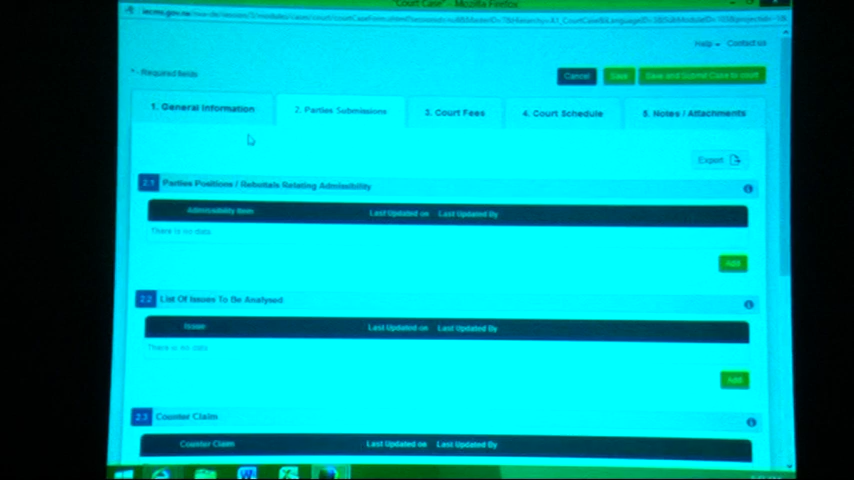 "Court Case" - Mozilla Firefox
Help Contact us
* - Required fields
Cancel Save Save and Submit Case to court
1. General Information 2. Parties Submissions 3. Court Fees 4. Court Schedule 5. Notes / Attachments
Export
2.1 Parties Positions / Rebutals Relating Admissibility
Admissibility Item Last Updated on Last Updated By
There is no data
Add
2.2 List Of Issues To Be Analysed
Issue Last Updated on Last Updated By
There is no data
Add
2.3 Counter Claim
Counter Claim Last Updated on Last Updated By